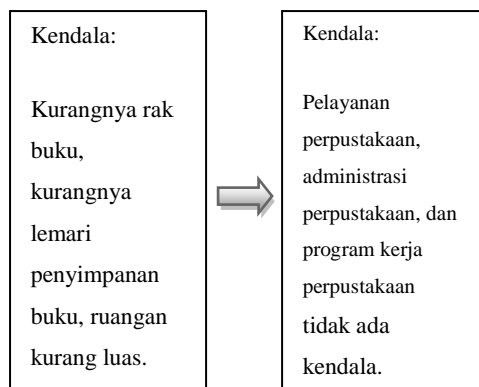 Kendala:
Kurangnya rak
buku,
kurangnya
lemari
penyimpanan
buku, ruangan
kurang luas.
Kendala:
Pelayanan
perpustakaan,
administrasi
perpustakaan, dan
program kerja
perpustakaan
tidak ada
kendala.